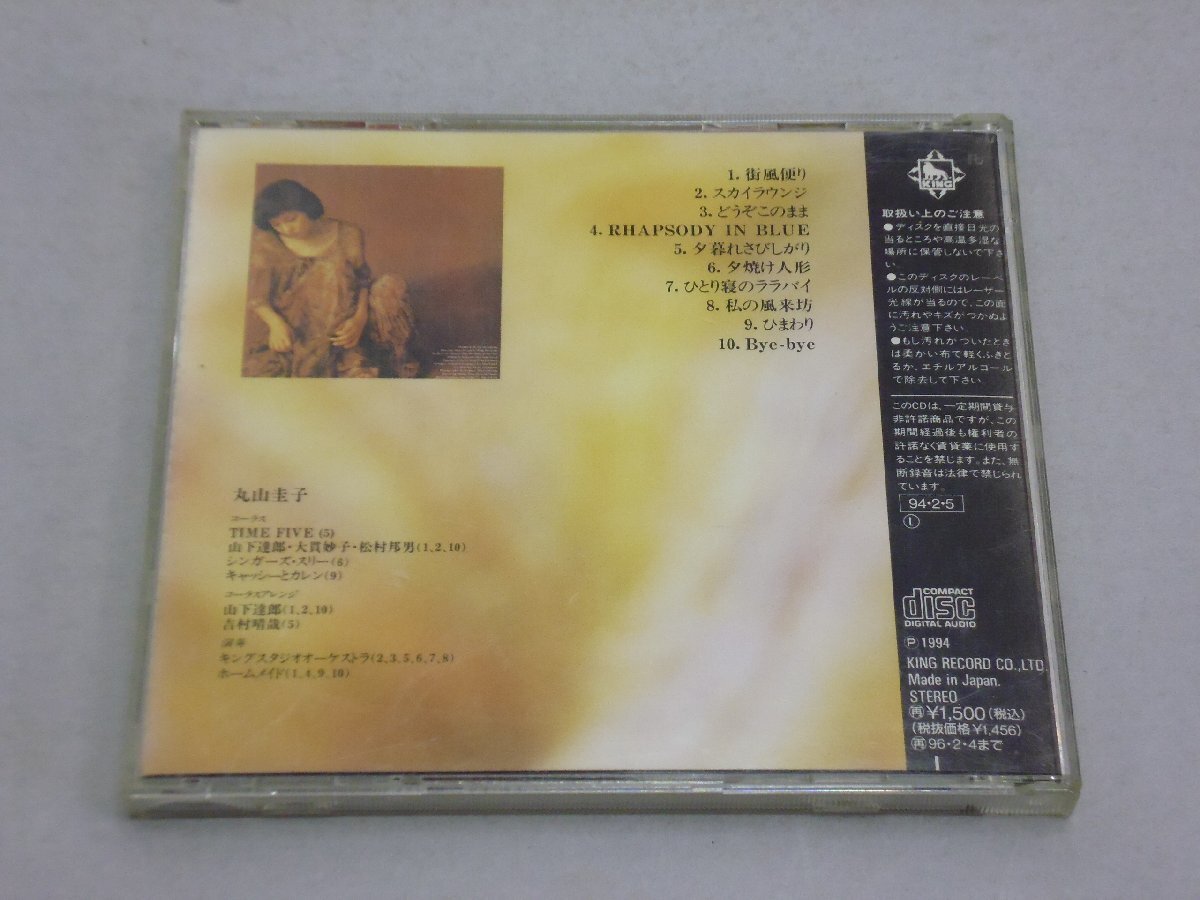 1. 街風便り
2. スカイラウンジ
3. どうぞこのまま
4. RHAPSODY IN BLUE
5. 夕暮れさびしがり
6. 夕焼け人形
7. ひとり寝のララバイ
8. 私の風来坊
9. ひまわり
10. Bye-bye
丸山圭子
コーラス
TIME FIVE (5)
山下達郎・大貫妙子・松村邦男(1、2、10)
シンガーズ・スリー(6)
キャッシーとカレン(9)
コーラスアレンジ
山下達郎(1、2、10)
吉村晴哉(5)
演奏
キングスタジオオーケストラ(2、3、5、6、7、8)
ホームメイド(1、4、9、10)
KING
取扱い上のご注意
●ディスクを直接日光の
当るところや高温多湿な
場所に保管しないで下さ
い。
●このディスクのレーベ
ルの反対側にはレーザー
光線が当るので、この面
に汚れやキズがつかぬよ
うご注意下さい。
●もし汚れがついたとき
は柔かい布で軽くふきと
るか、エチルアルコール
で除去して下さい。
このCDは、一定期間貸与
非許諾商品ですが、この
期間経過後も権利者の
許諾なく賃貸業に使用す
ることを禁じます。また、無
断録音は法律で禁じられ
ています。
94・2・5
Ⓛ
COMPACT
disc
DIGITAL AUDIO
Ⓟ 1994
KING RECORD CO.,LTD.
Made in Japan.
STEREO
㋐¥1,500(税込)
(税抜価格¥1,456)
再96・2・4まで
I